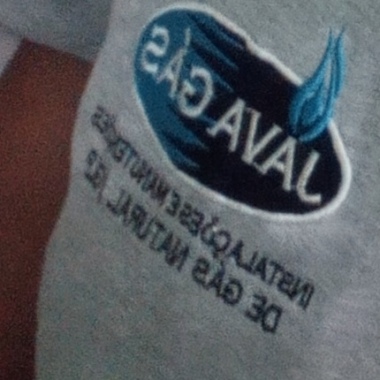 JAVA GÁS
INSTALAÇÕES E MANUTENÇÕES
DE GÁS NATURAL